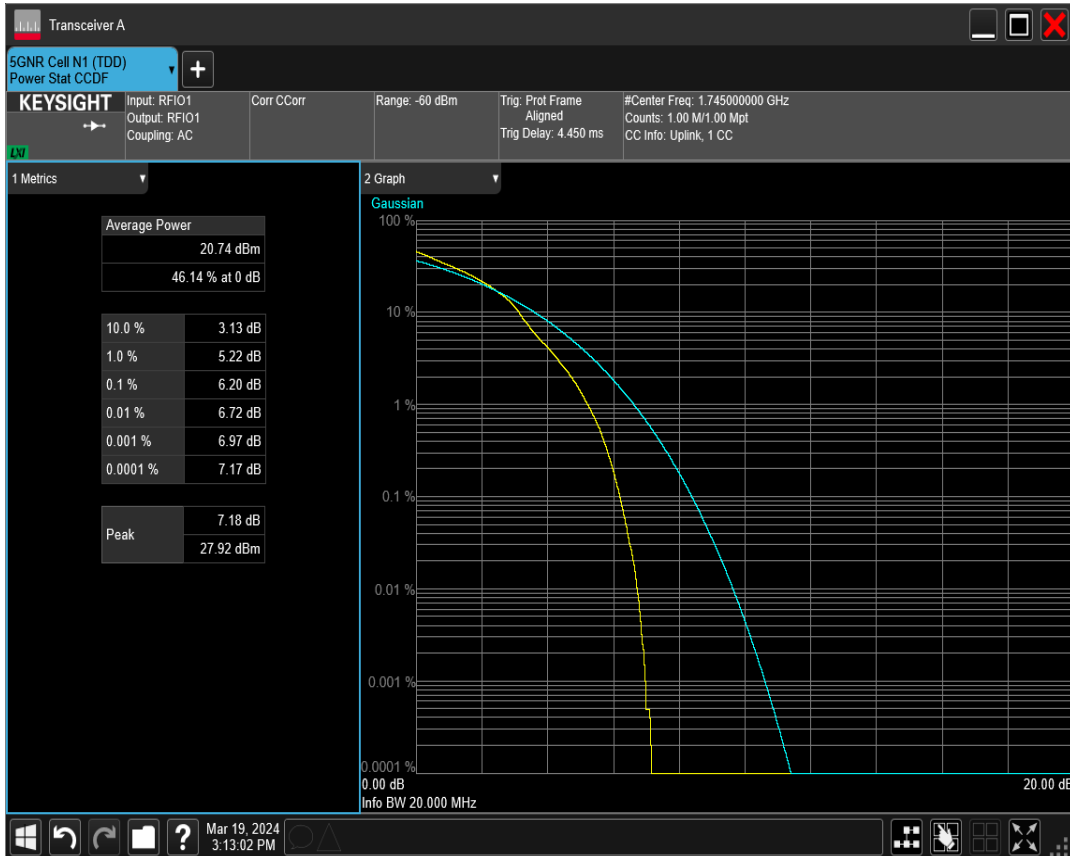 Transceiver A
5GNR Cell N1 (TDD)
Power Stat CCDF
+
KEYSIGHT
LXI
Input: RFIO1
Output: RFIO1
Coupling: AC
Corr CCorr
Range: -60 dBm
Trig: Prot Frame
Aligned
Trig Delay: 4.450 ms
#Center Freq: 1.745000000 GHz
Counts: 1.00 M/1.00 Mpt
CC Info: Uplink, 1 CC
1 Metrics
Average Power
20.74 dBm
46.14 % at 0 dB
10.0 % 3.13 dB
1.0 % 5.22 dB
0.1 % 6.20 dB
0.01 % 6.72 dB
0.001 % 6.97 dB
0.0001 % 7.17 dB
Peak 7.18 dB
27.92 dBm
2 Graph
Gaussian
100 %
10 %
1 %
0.1 %
0.01 %
0.001 %
0.0001 %
0.00 dB 20.00 dB
Info BW 20.000 MHz
?
Mar 19, 2024
3:13:02 PM